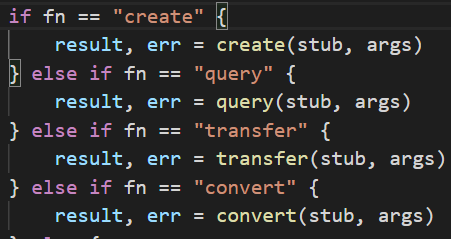 if fn == "create" {
    result, err = create(stub, args)
} else if fn == "query" {
    result, err = query(stub, args)
} else if fn == "transfer" {
    result, err = transfer(stub, args)
} else if fn == "convert" {
    result, err = convert(stub, args)